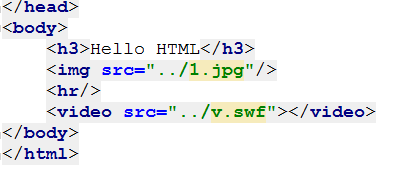 </head>
<body>
    <h3>Hello HTML</h3>
    <img src="../1.jpg"/>
    <hr/>
    <video src="../v.swf"></video>
</body>
</html>